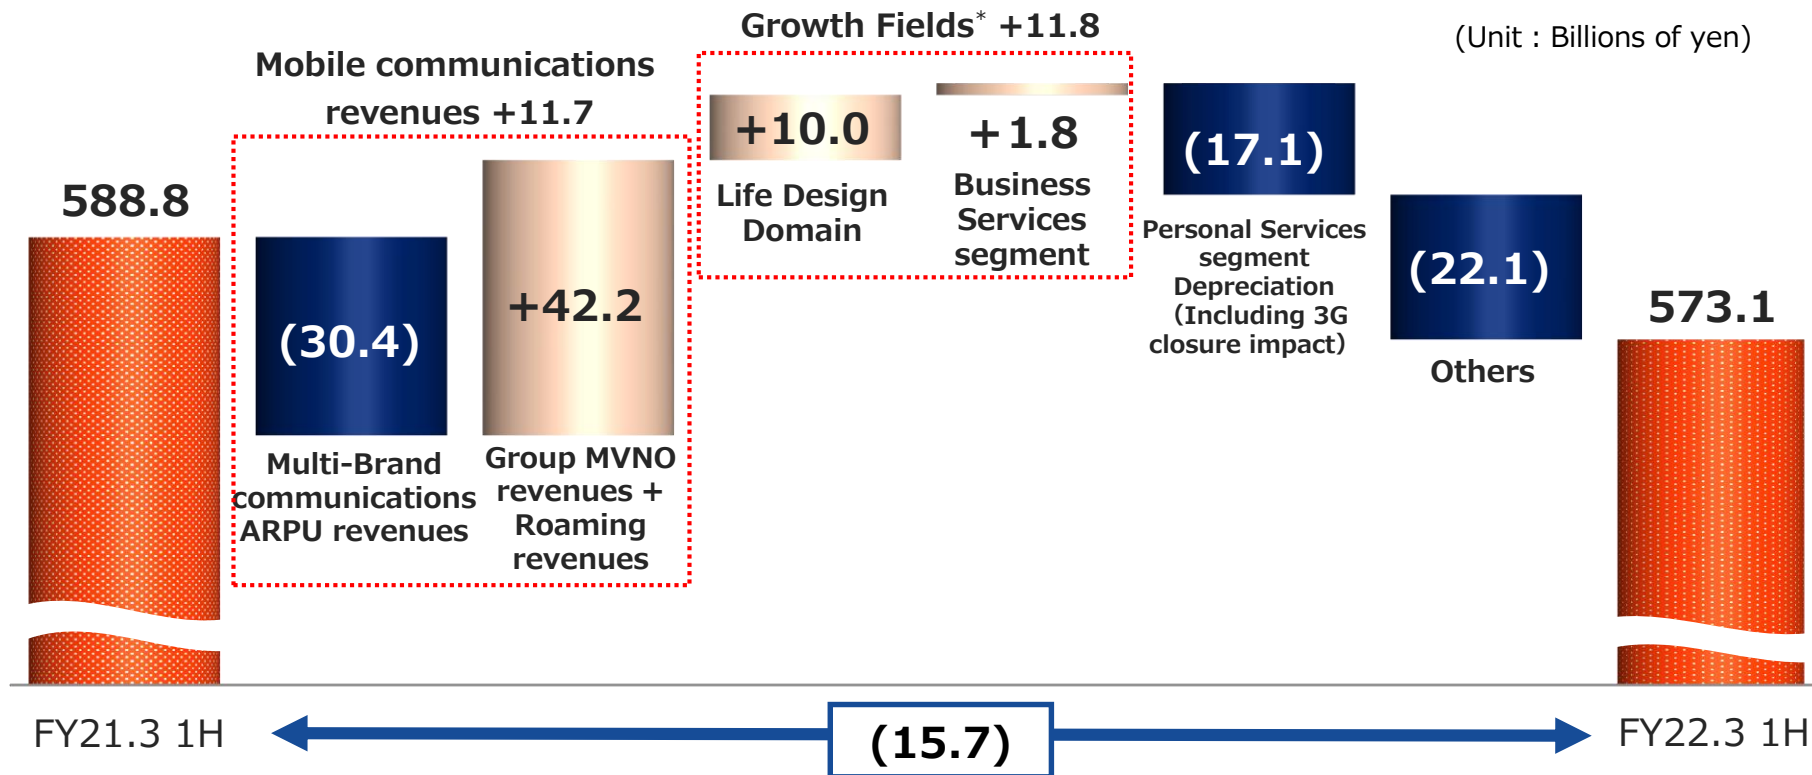 Growth Fields* +11.8
(Unit : Billions of yen)
Mobile communications
revenues +11.7
588.8
(30.4)
Multi-Brand
communications
ARPU revenues
+42.2
Group MVNO
revenues +
Roaming
revenues
+10.0
Life Design
Domain
+1.8
Business
Services
segment
(17.1)
Personal Services
segment
Depreciation
(Including 3G
closure impact)
(22.1)
Others
573.1
FY21.3 1H
(15.7)
FY22.3 1H